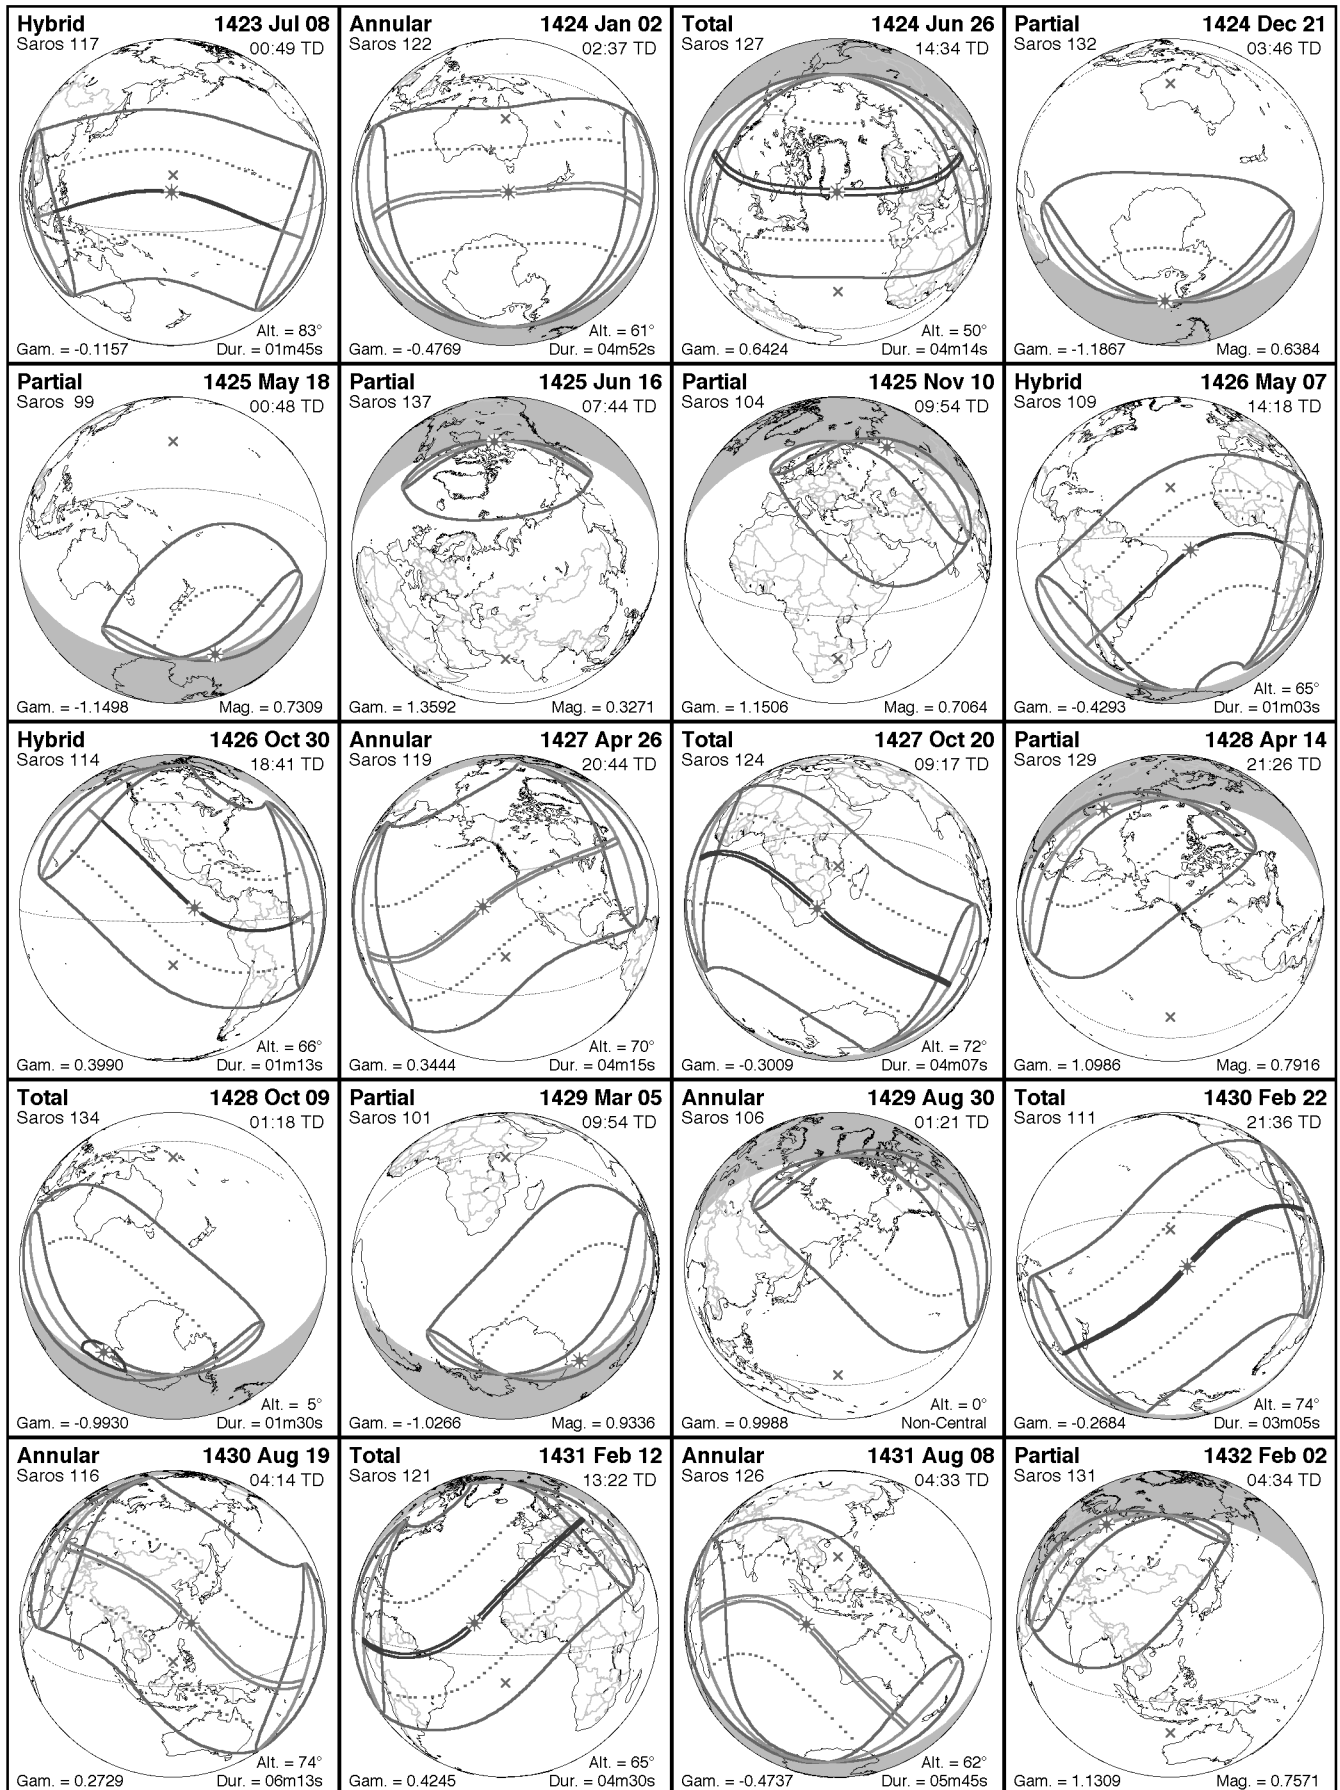 Hybrid 1423 Jul 08
Saros 117 00:49 TD
Alt. = 83°
Gam. = -0.1157 Dur. = 01m45s
Annular 1424 Jan 02
Saros 122 02:37 TD
Alt. = 61°
Gam. = -0.4769 Dur. = 04m52s
Total 1424 Jun 26
Saros 127 14:34 TD
Alt. = 50°
Gam. = 0.6424 Dur. = 04m14s
Partial 1424 Dec 21
Saros 132 03:46 TD
Gam. = -1.1867 Mag. = 0.6384
Partial 1425 May 18
Saros 99 00:48 TD
Gam. = -1.1498 Mag. = 0.7309
Partial 1425 Jun 16
Saros 137 07:44 TD
Gam. = 1.3592 Mag. = 0.3271
Partial 1425 Nov 10
Saros 104 09:54 TD
Gam. = 1.1506 Mag. = 0.7064
Hybrid 1426 May 07
Saros 109 14:18 TD
Alt. = 65°
Gam. = -0.4293 Dur. = 01m03s
Hybrid 1426 Oct 30
Saros 114 18:41 TD
Alt. = 66°
Gam. = 0.3990 Dur. = 01m13s
Annular 1427 Apr 26
Saros 119 20:44 TD
Alt. = 70°
Gam. = 0.3444 Dur. = 04m15s
Total 1427 Oct 20
Saros 124 09:17 TD
Alt. = 72°
Gam. = -0.3009 Dur. = 04m07s
Partial 1428 Apr 14
Saros 129 21:26 TD
Gam. = 1.0986 Mag. = 0.7916
Total 1428 Oct 09
Saros 134 01:18 TD
Alt. = 5°
Gam. = -0.9930 Dur. = 01m30s
Partial 1429 Mar 05
Saros 101 09:54 TD
Gam. = -1.0266 Mag. = 0.9336
Annular 1429 Aug 30
Saros 106 01:21 TD
Alt. = 0°
Gam. = 0.9988 Non-Central
Total 1430 Feb 22
Saros 111 21:36 TD
Alt. = 74°
Gam. = -0.2684 Dur. = 03m05s
Annular 1430 Aug 19
Saros 116 04:14 TD
Alt. = 74°
Gam. = 0.2729 Dur. = 06m13s
Total 1431 Feb 12
Saros 121 13:22 TD
Alt. = 65°
Gam. = 0.4245 Dur. = 04m30s
Annular 1431 Aug 08
Saros 126 04:33 TD
Alt. = 62°
Gam. = -0.4737 Dur. = 05m45s
Partial 1432 Feb 02
Saros 131 04:34 TD
Gam. = 1.1309 Mag. = 0.7571